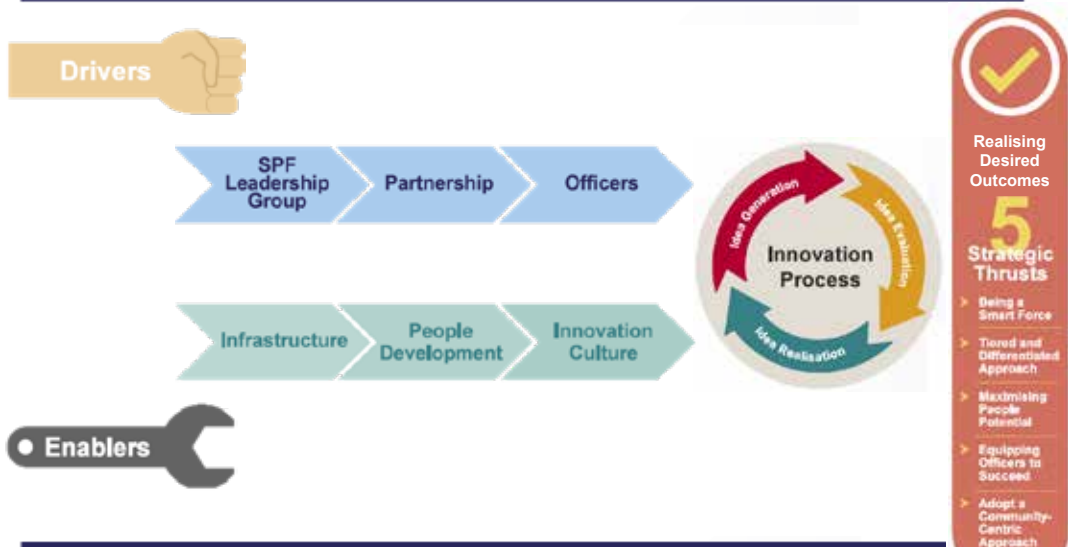 Drivers
SPF
Leadership
Group
Partnership
Officers
Infrastructure
People
Development
Innovation
Culture
Enablers
Idea Generation
Idea Evaluation
Idea Realisation
Innovation
Process
Realising
Desired
Outcomes
5
Strategic
Thrusts
Being a
Smart Force
Tiered and
Differentiated
Approach
Maximising
People
Potential
Equipping
Officers to
Succeed
Adopt a
Community-
Centric
Approach